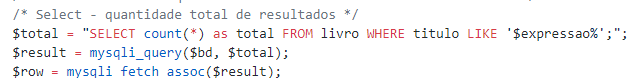 /* Select - quantidade total de resultados */
$total = "SELECT count(*) as total FROM livro WHERE titulo LIKE '$expressao%';";
$result = mysqli_query($bd, $total);
$row = mysqli_fetch_assoc($result);